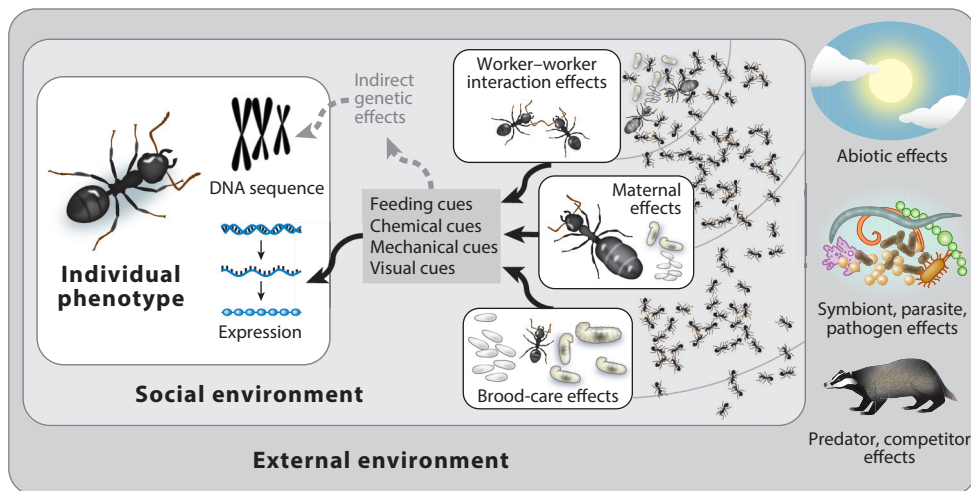 Individual
phenotype
DNA sequence
Expression
Indirect
genetic
effects
Feeding cues
Chemical cues
Mechanical cues
Visual cues
Worker–worker
interaction effects
Maternal
effects
Brood-care effects
Social environment
External environment
Abiotic effects
Symbiont, parasite,
pathogen effects
Predator, competitor
effects